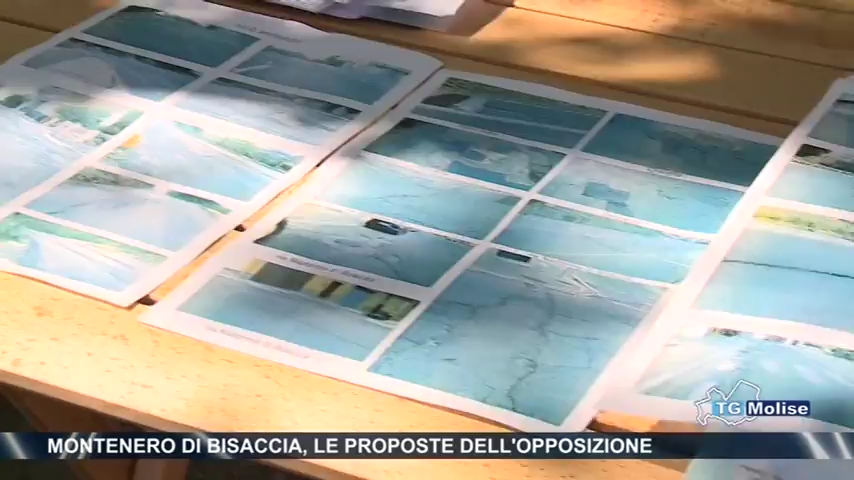 TG Molise
MONTENERO DI BISACCIA, LE PROPOSTE DELL'OPPOSIZIONE